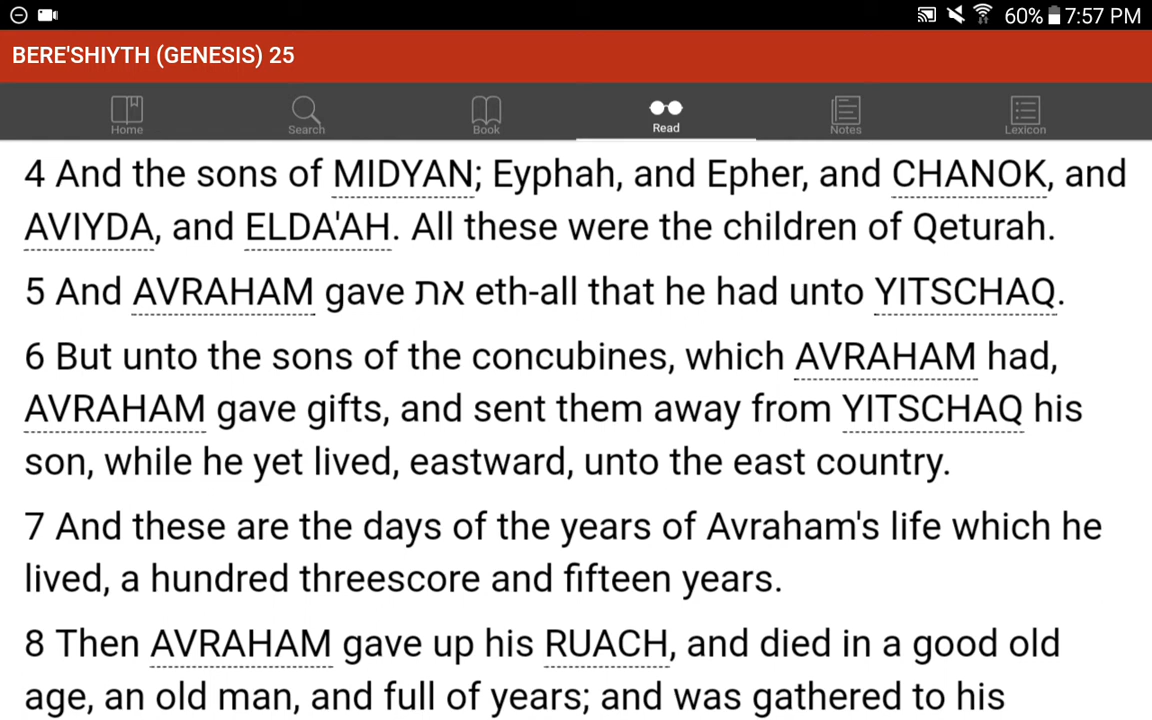 60% 7:57 PM
BERE'SHIYTH (GENESIS) 25
Home Search Book Read Notes Lexicon
4 And the sons of MIDYAN; Eyphah, and Epher, and CHANOK, and
AVIYDA, and ELDA'AH. All these were the children of Qeturah.
5 And AVRAHAM gave את eth-all that he had unto YITSCHAQ.
6 But unto the sons of the concubines, which AVRAHAM had,
AVRAHAM gave gifts, and sent them away from YITSCHAQ his
son, while he yet lived, eastward, unto the east country.
7 And these are the days of the years of Avraham's life which he
lived, a hundred threescore and fifteen years.
8 Then AVRAHAM gave up his RUACH, and died in a good old
age, an old man, and full of years; and was gathered to his